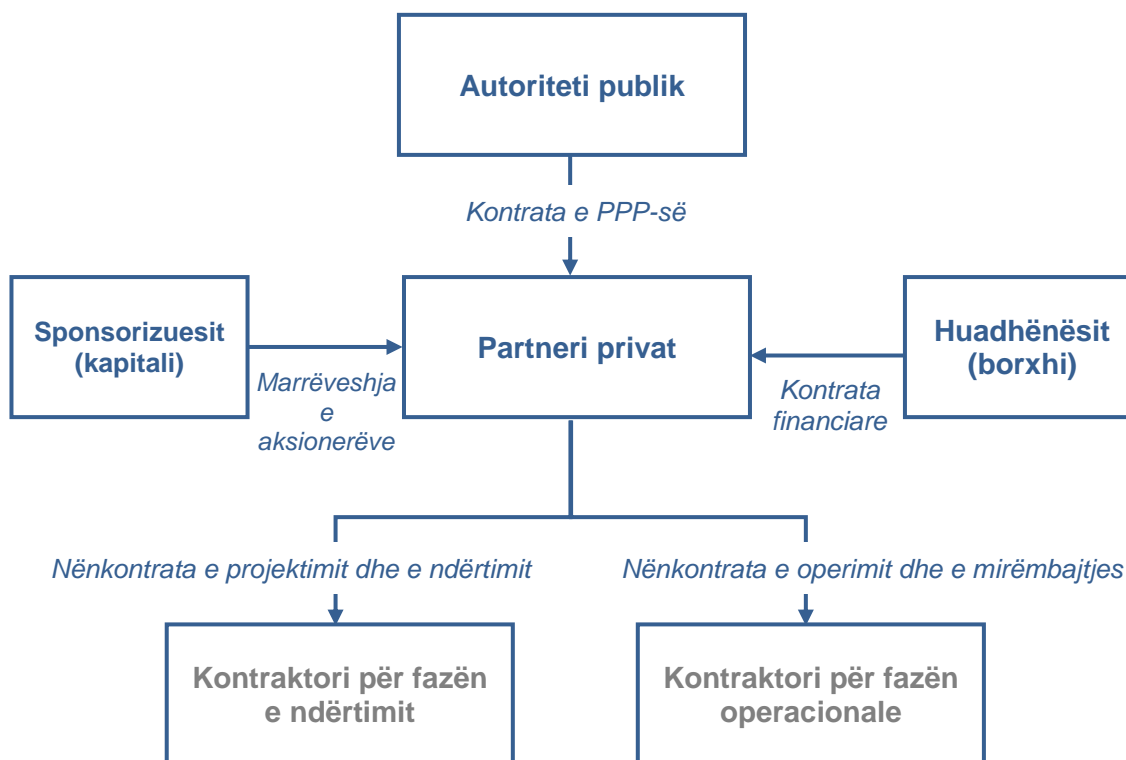 Autoriteti publik
Kontrata e PPP-së
Sponsorizuesit
(kapitali)
Marrëveshja
e
aksionerëve
Partneri privat
Huadhënësit
(borxhi)
Kontrata
financiare
Nënkontrata e projektimit dhe e ndërtimit
Nënkontrata e operimit dhe e mirëmbajtjes
Kontraktori për fazën
e ndërtimit
Kontraktori për fazën
operacionale